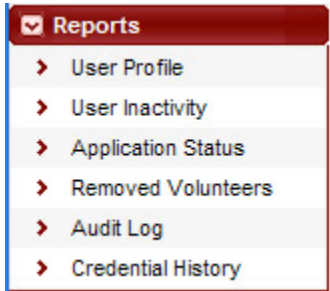 Reports
User Profile
User Inactivity
Application Status
Removed Volunteers
Audit Log
Credential History